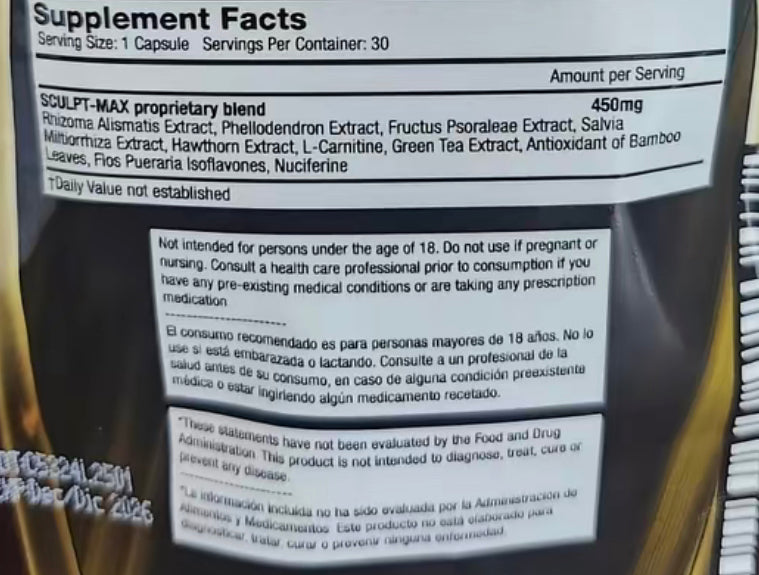 Supplement Facts
Serving Size: 1 Capsule Servings Per Container: 30
Amount per Serving
SCULPT-MAX proprietary blend 450mg
Rhizoma Alismatis Extract, Phellodendron Extract, Fructus Psoraleae Extract, Salvia
Miltiorrhiza Extract, Hawthorn Extract, L-Carnitine, Green Tea Extract, Antioxidant of Bamboo
Leaves, Flos Pueraria Isoflavones, Nuciferine
†Daily Value not established
Not intended for persons under the age of 18. Do not use if pregnant or
nursing. Consult a health care professional prior to consumption if you
have any pre-existing medical conditions or are taking any prescription
medication
El consumo recomendado es para personas mayores de 18 años. No lo
use si está embarazada o lactando. Consulte a un profesional de la
salud antes de su consumo, en caso de alguna condición preexistente
médica o estar ingiriendo algún medicamento recetado.
*These statements have not been evaluated by the Food and Drug
Administration This product is not intended to diagnose, treat, cure or
prevent any disease.
*La información incluida no ha sido evaluada por la Administración de
Alimentos y Medicamentos Este producto no está elaborado para
diagnosticar, tratar, curar o prevenir ninguna enfermedad.
Dec/Dic 2026